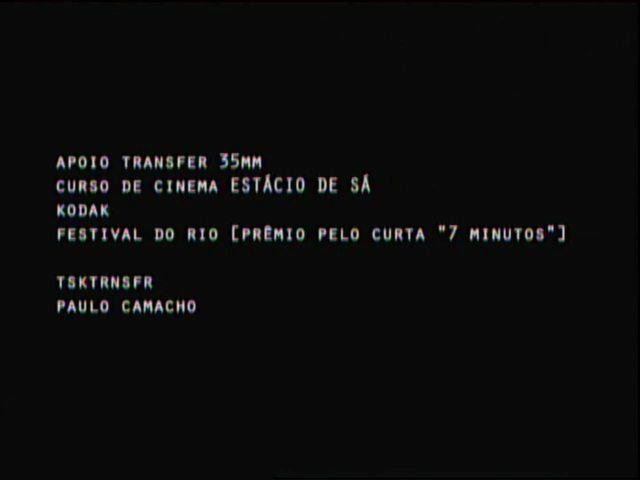 APOIO TRANSFER 35MM
CURSO DE CINEMA ESTÁCIO DE SÁ
KODAK
FESTIVAL DO RIO [PRÊMIO PELO CURTA "7 MINUTOS"]
TSKTRNSFR
PAULO CAMACHO